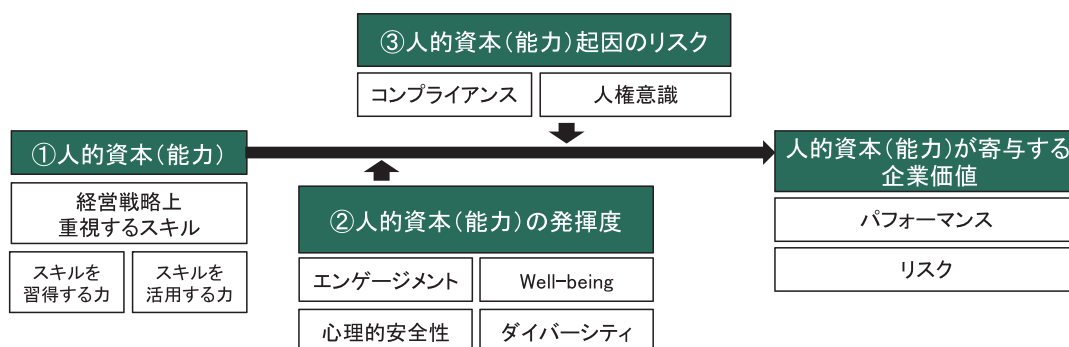 ③人的資本（能力）起因のリスク
コンプライアンス
人権意識
①人的資本（能力）
経営戦略上
重視するスキル
スキルを
習得する力
スキルを
活用する力
②人的資本（能力）の発揮度
エンゲージメント
Well-being
心理的安全性
ダイバーシティ
人的資本（能力）が寄与する
企業価値
パフォーマンス
リスク